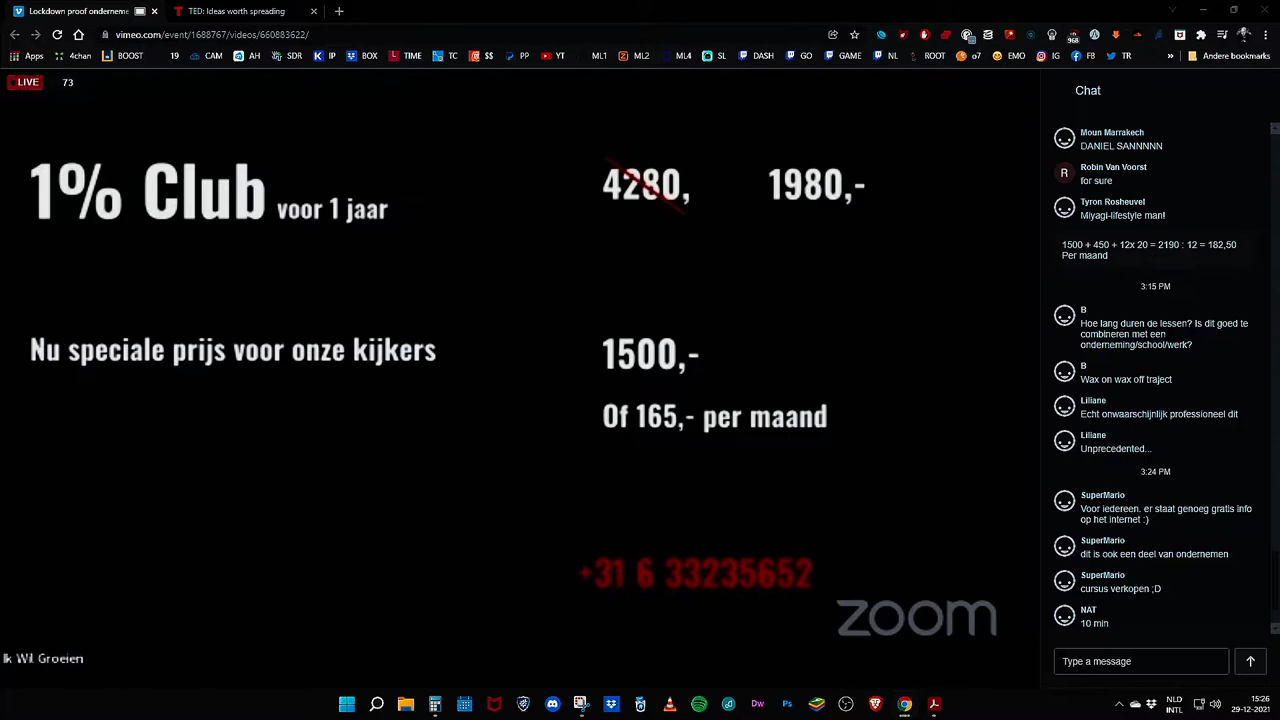 Lockdown proof onderneme
TED: Ideas worth spreading
vimeo.com/event/1688767/videos/660883622/
Apps 4chan BOOST 19 CAM AH SDR IP BOX TIME TC $$ PP YT ML1 ML2 ML4 SL DASH GO GAME NL ROOT o7 EMO IG FB TR » Andere bookmarks
968
LIVE 73
1% Club voor 1 jaar
4280, 1980,-
Nu speciale prijs voor onze kijkers
1500,-
Of 165,- per maand
+31 6 33235652
zoom
Ik Wil Groeien
Chat
Moun Marrakech
DANIEL SANNNNN
R
Robin Van Voorst
for sure
Tyron Rosheuvel
Miyagi-lifestyle man!
1500 + 450 + 12x 20 = 2190 : 12 = 182,50
Per maand
3:15 PM
B
Hoe lang duren de lessen? Is dit goed te
combineren met een
onderneming/school/werk?
B
Wax on wax off traject
Liliane
Echt onwaarschijnlijk professioneel dit
Liliane
Unprecedented...
3:24 PM
SuperMario
Voor iedereen. er staat genoeg gratis info
op het internet :)
SuperMario
dit is ook een deel van ondernemen
SuperMario
cursus verkopen ;D
NAT
10 min
Type a message
Dw Ps
NLD
INTL
15:26
29-12-2021